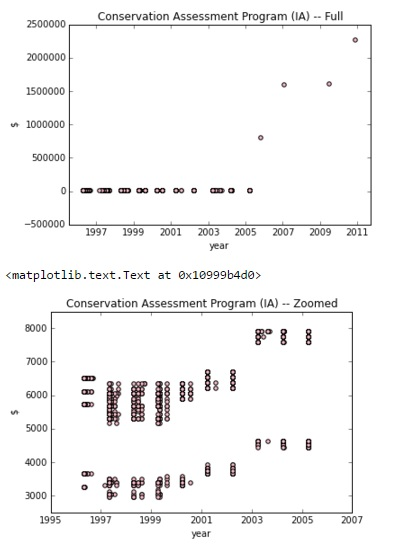 Conservation Assessment Program (IA) -- Full
2500000
2000000
1500000
1000000
500000
0
−500000
$
1997 1999 2001 2003 2005 2007 2009 2011
year
<matplotlib.text.Text at 0x10999b4d0>
Conservation Assessment Program (IA) -- Zoomed
8000
7000
6000
5000
4000
3000
$
1995 1997 1999 2001 2003 2005 2007
year